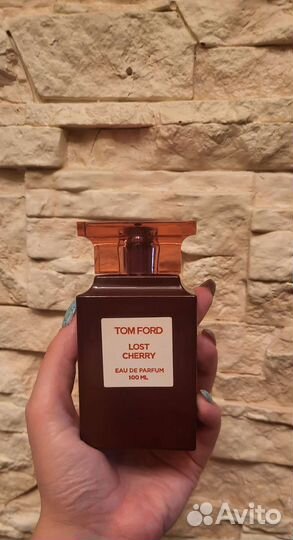 TOM FORD
LOST
CHERRY
EAU DE PARFUM
100 ML
Avito